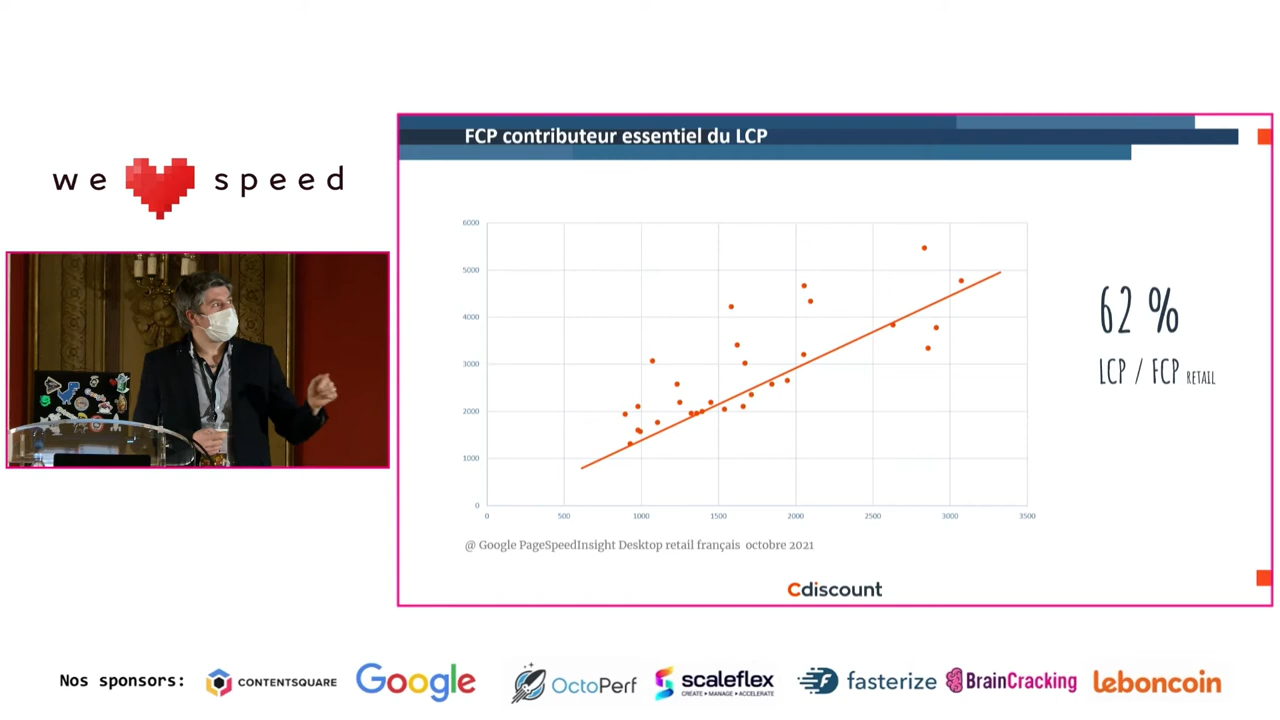 we speed
FCP contributeur essentiel du LCP
6000
5000
4000
3000
2000
1000
0
0 500 1000 1500 2000 2500 3000 3500
62 %
LCP / FCP RETAIL
@ Google PageSpeedInsight Desktop retail français octobre 2021
Cdiscount
Nos sponsors:
CONTENTSQUARE
Google
OctoPerf
scaleflex
CREATE • MANAGE • ACCELERATE
fasterize
BrainCracking
leboncoin